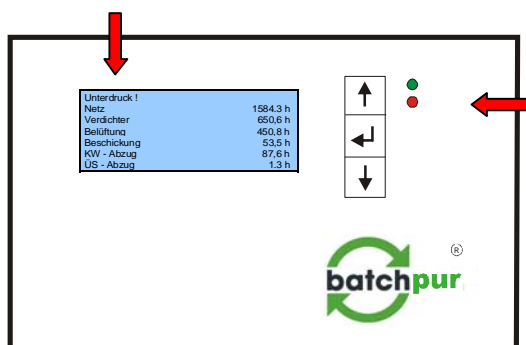 Unterdruck !
Netz 1584.3 h
Verdichter 650,6 h
Belüftung 450,8 h
Beschickung 53,5 h
KW - Abzug 87,6 h
ÜS - Abzug 1.3 h
®
batchpur